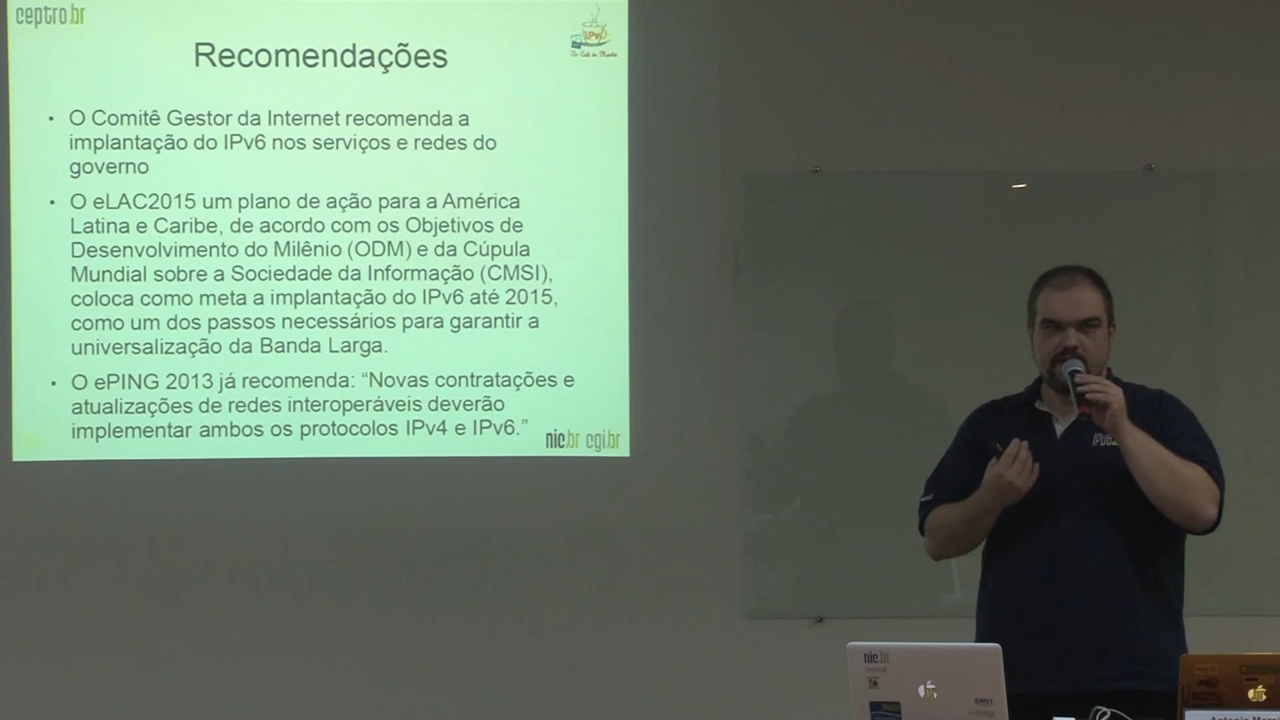 ceptro.br
IPv6
Recomendações
• O Comitê Gestor da Internet recomenda a
implantação do IPv6 nos serviços e redes do
governo
• O eLAC2015 um plano de ação para a América
Latina e Caribe, de acordo com os Objetivos de
Desenvolvimento do Milênio (ODM) e da Cúpula
Mundial sobre a Sociedade da Informação (CMSI),
coloca como meta a implantação do IPv6 até 2015,
como um dos passos necessários para garantir a
universalização da Banda Larga.
• O ePING 2013 já recomenda: “Novas contratações e
atualizações de redes interoperáveis deverão
implementar ambos os protocolos IPv4 e IPv6.”
nic.br cgi.br
nic.br